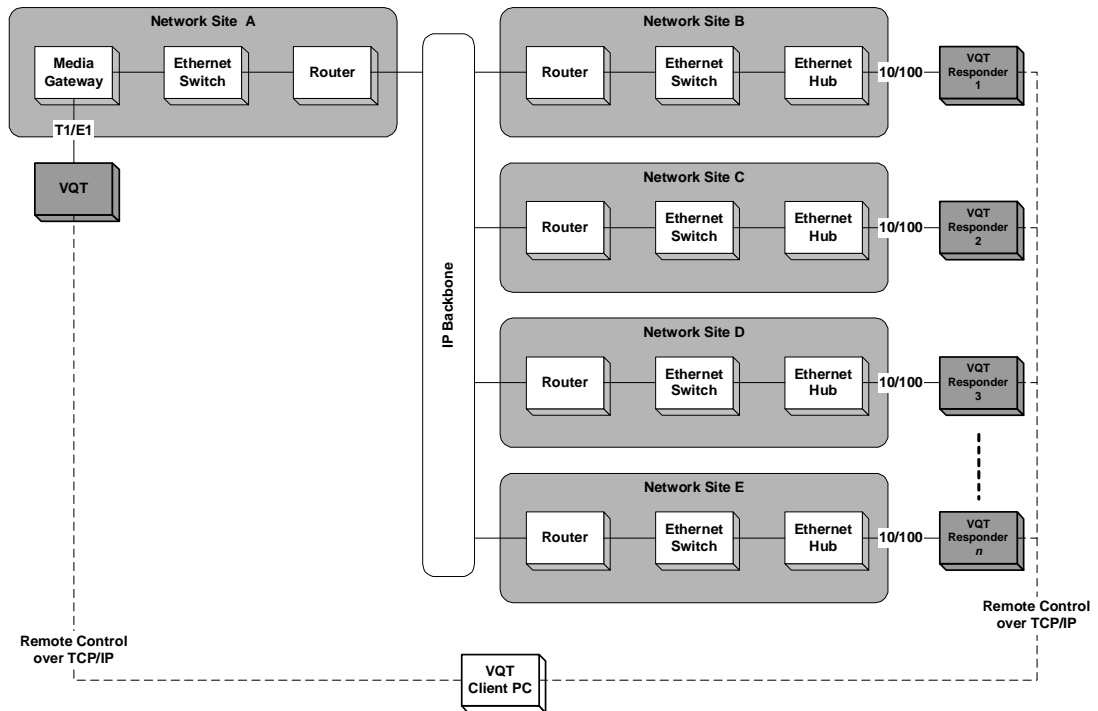 Network Site A
Media
Gateway
Ethernet
Switch
Router
T1/E1
VQT
IP Backbone
Network Site B
Router
Ethernet
Switch
Ethernet
Hub
10/100
VQT
Responder
1
Network Site C
Router
Ethernet
Switch
Ethernet
Hub
10/100
VQT
Responder
2
Network Site D
Router
Ethernet
Switch
Ethernet
Hub
10/100
VQT
Responder
3
Network Site E
Router
Ethernet
Switch
Ethernet
Hub
10/100
VQT
Responder
n
Remote Control
over TCP/IP
Remote Control
over TCP/IP
VQT
Client PC